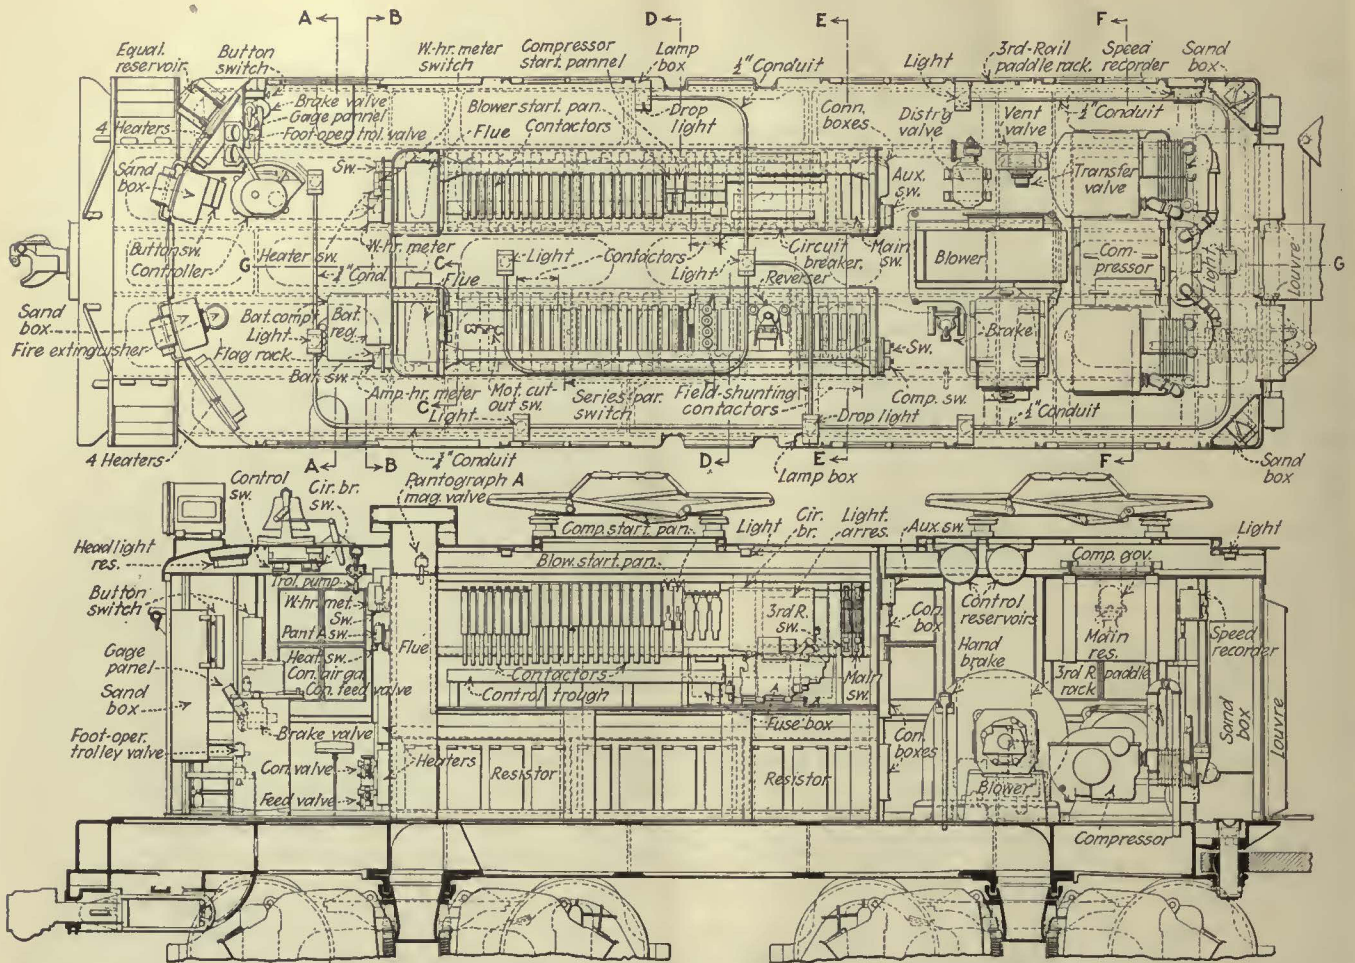 A B D E F
Equal. reservoir
Button switch
W-hr. meter switch
Compressor start. pannel
Lamp box
½" Conduit
Light
3rd-Rail paddle rack.
Speed recorder
Sand box
Brake valve
Gage pannel
Foot-oper. trol. valve
4 Heaters
Blower start. pan.
Flue
Contactors
Drop light
Conn. boxes
Distr'g valve
Vent valve
½" Conduit
Sand box
Sw.
Aux. sw.
Transfer valve
Button sw.
Controller
G
Heater sw.
W-hr. meter
C
Flue
Light
Contactors
Light
Circuit breaker.
Main sw.
Blower
Compressor
Light
Louvre
G
½" Cond.
Reverser
Sand box
Fire extinguisher
Bat. comp't
Light
Flag rack
Bat. reg.
Bat. sw.
Brake
Sw.
Amp-hr. meter
C
Mot. cut-out sw.
Series-par. switch
Field-shunting contactors
Comp. sw.
Light
Drop light
½" Conduit
4 Heaters
A B
½" Conduit
D
E
Lamp box
F
Sand box
Control sw.
Cir. br. sw.
Pantograph A mag. valve
Comp. start. pan.
Light
Cir. br.
Light. arres.
Aux. sw.
Light
Headlight res.
Blow. start. pan.
Comp. gov.
Trol. pump
Button switch
W-hr. met.
Sw.
Pant A sw.
3rd R. sw.
Con. box
Control reservoirs
Main res.
Speed recorder
Gage panel
Flue
Heat. sw.
Con. air ga.
Con. feed valve
Contactors
Control trough
Main sw.
Hand brake
3rd R. paddle rack
Sand box
Sand box
Brake valve
Fuse box
Louvre
Foot-oper. trolley valve
Con. valve
Heaters
Resistor
Resistor
Con. boxes
Feed valve
Blower
Compressor